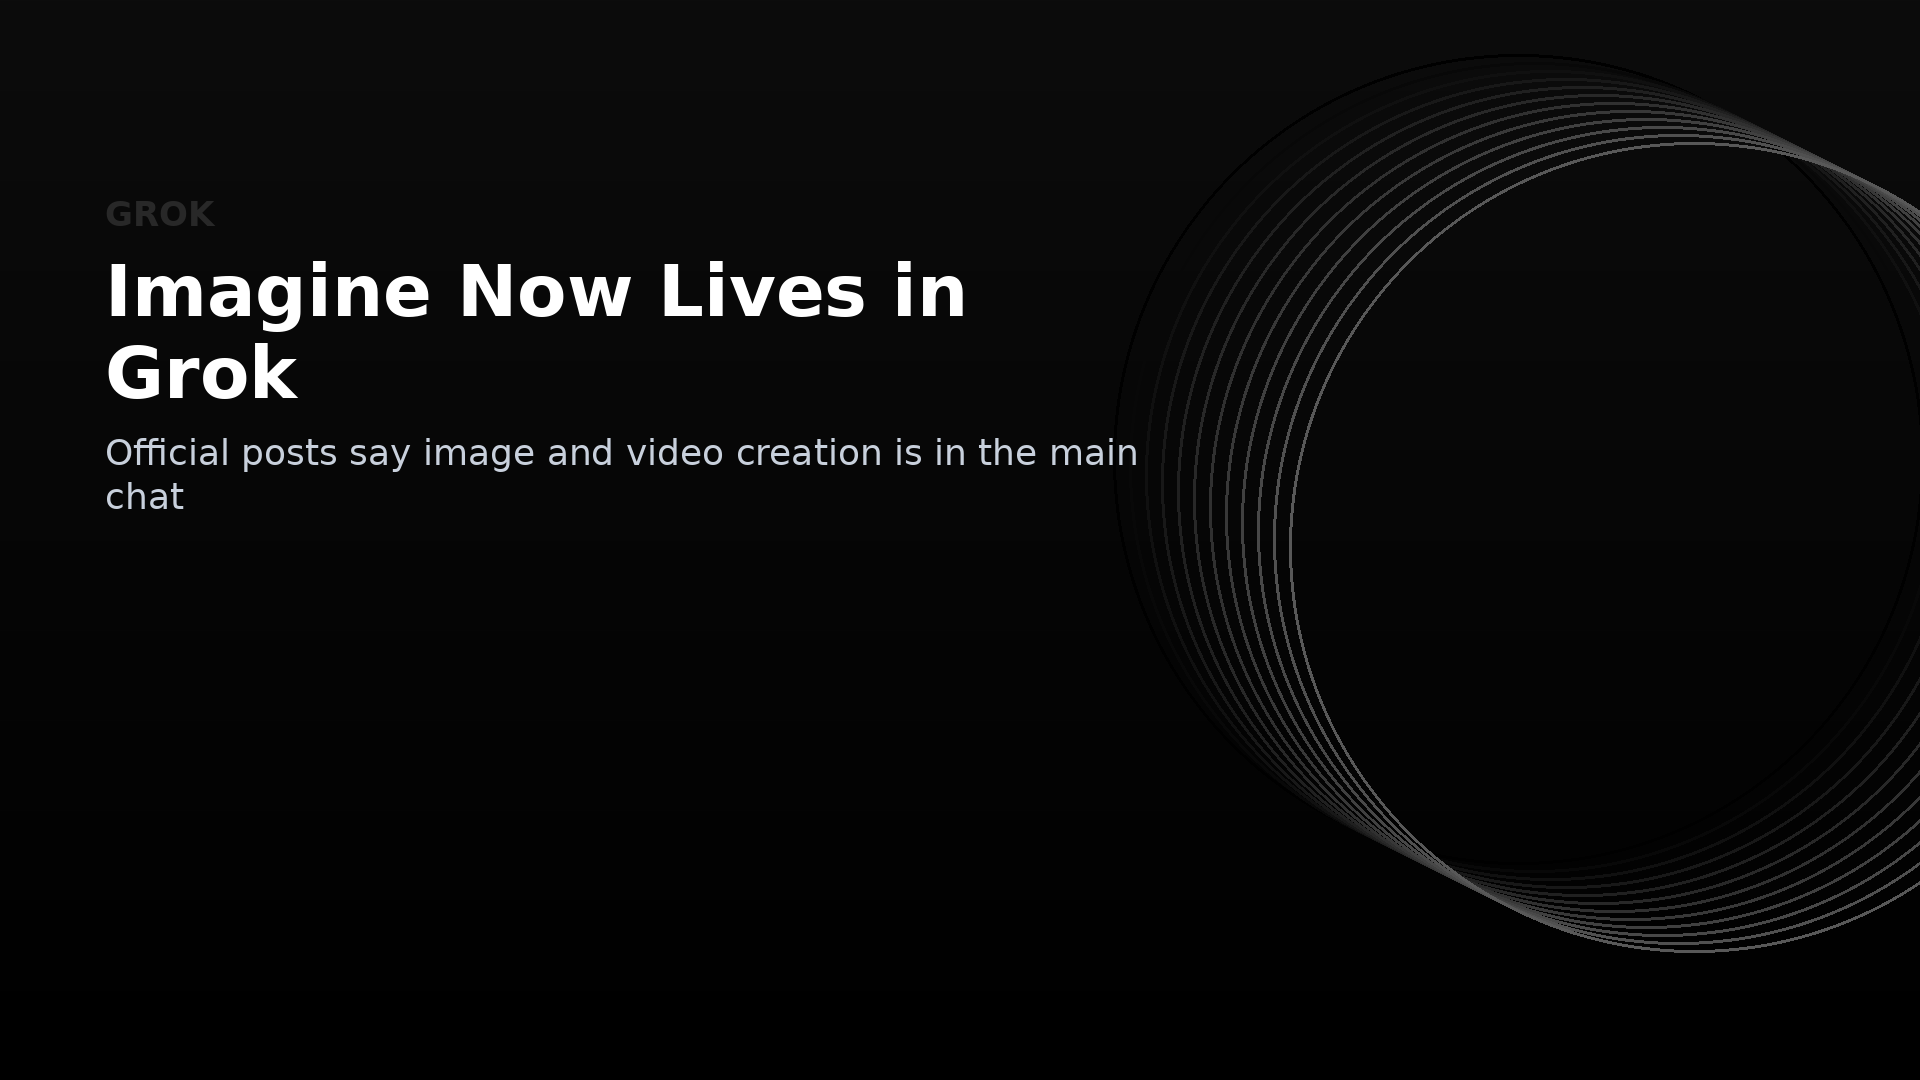 GROK
Imagine Now Lives in
Grok
Official posts say image and video creation is in the main
chat